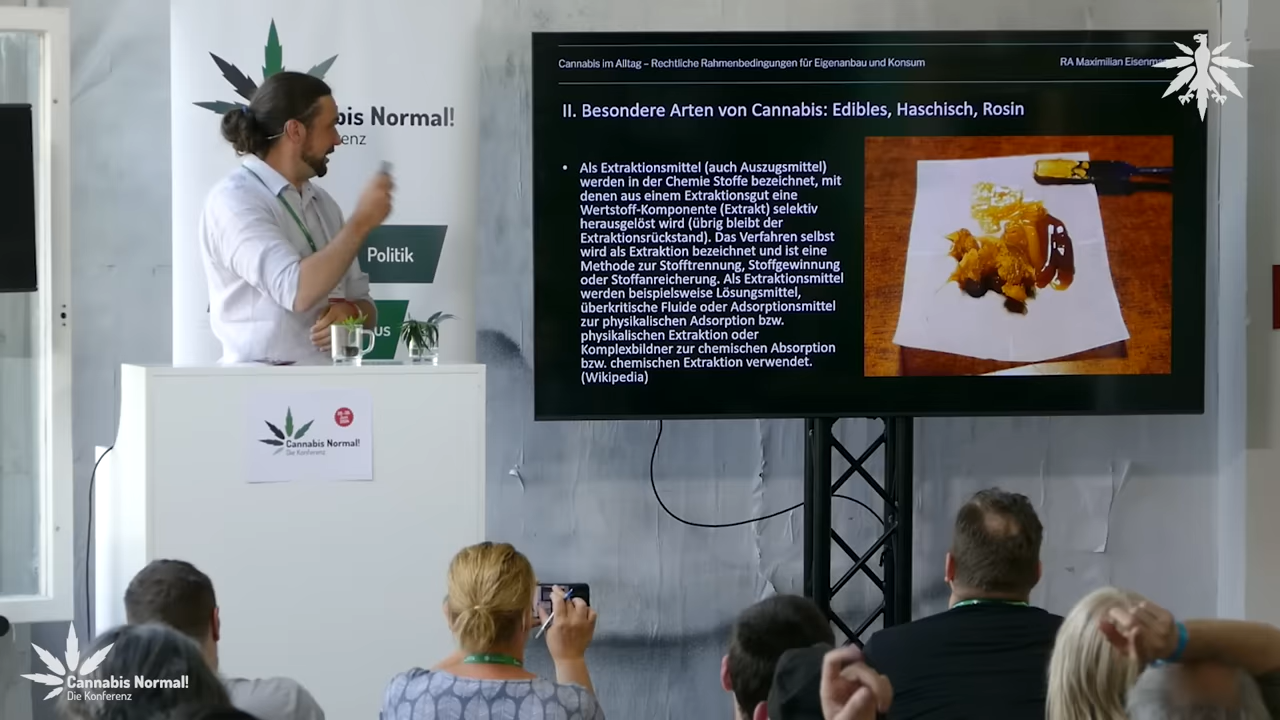 bis Normal!
enz
Politik
us
Cannabis Normal!
Die Konferenz
Cannabis im Alltag – Rechtliche Rahmenbedingungen für Eigenanbau und Konsum
RA Maximilian Eisenma
II. Besondere Arten von Cannabis: Edibles, Haschisch, Rosin
• Als Extraktionsmittel (auch Auszugsmittel)
werden in der Chemie Stoffe bezeichnet, mit
denen aus einem Extraktionsgut eine
Wertstoff-Komponente (Extrakt) selektiv
herausgelöst wird (übrig bleibt der
Extraktionsrückstand). Das Verfahren selbst
wird als Extraktion bezeichnet und ist eine
Methode zur Stofftrennung, Stoffgewinnung
oder Stoffanreicherung. Als Extraktionsmittel
werden beispielsweise Lösungsmittel,
überkritische Fluide oder Adsorptionsmittel
zur physikalischen Adsorption bzw.
physikalischen Extraktion oder
Komplexbildner zur chemischen Absorption
bzw. chemischen Extraktion verwendet.
(Wikipedia)
Cannabis Normal!
Die Konferenz